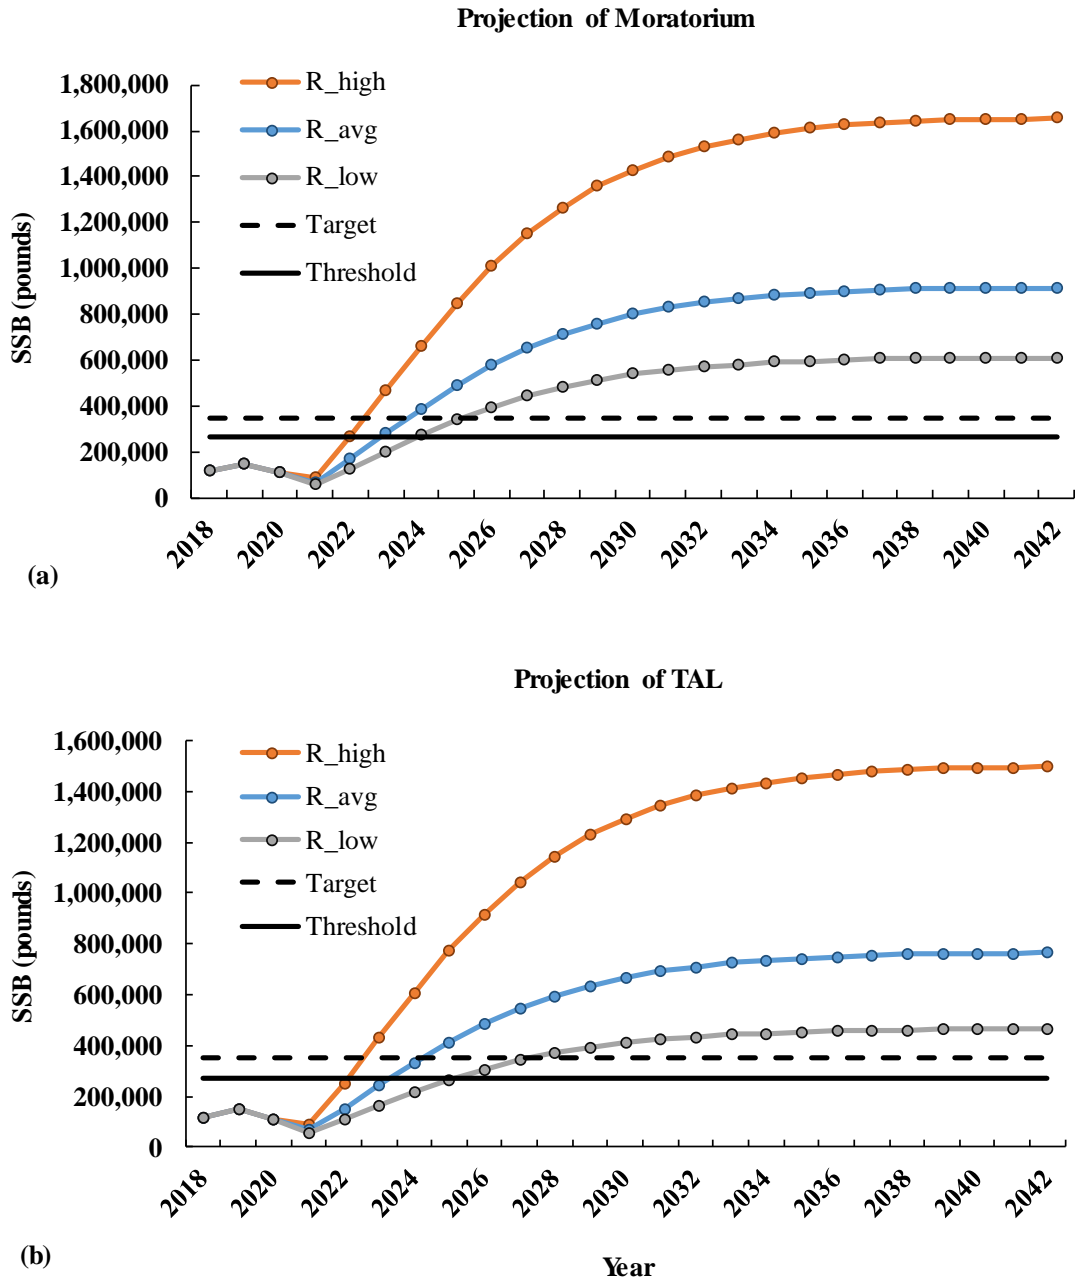 Projection of Moratorium
1,800,000
1,600,000
1,400,000
1,200,000
1,000,000
800,000
600,000
400,000
200,000
0
SSB (pounds)
R_high
R_avg
R_low
Target
Threshold
2018
2020
2022
2024
2026
2028
2030
2032
2034
2036
2038
2040
2042
(a)
Projection of TAL
1,600,000
1,400,000
1,200,000
1,000,000
800,000
600,000
400,000
200,000
0
SSB (pounds)
R_high
R_avg
R_low
Target
Threshold
2018
2020
2022
2024
2026
2028
2030
2032
2034
2036
2038
2040
2042
(b)
Year